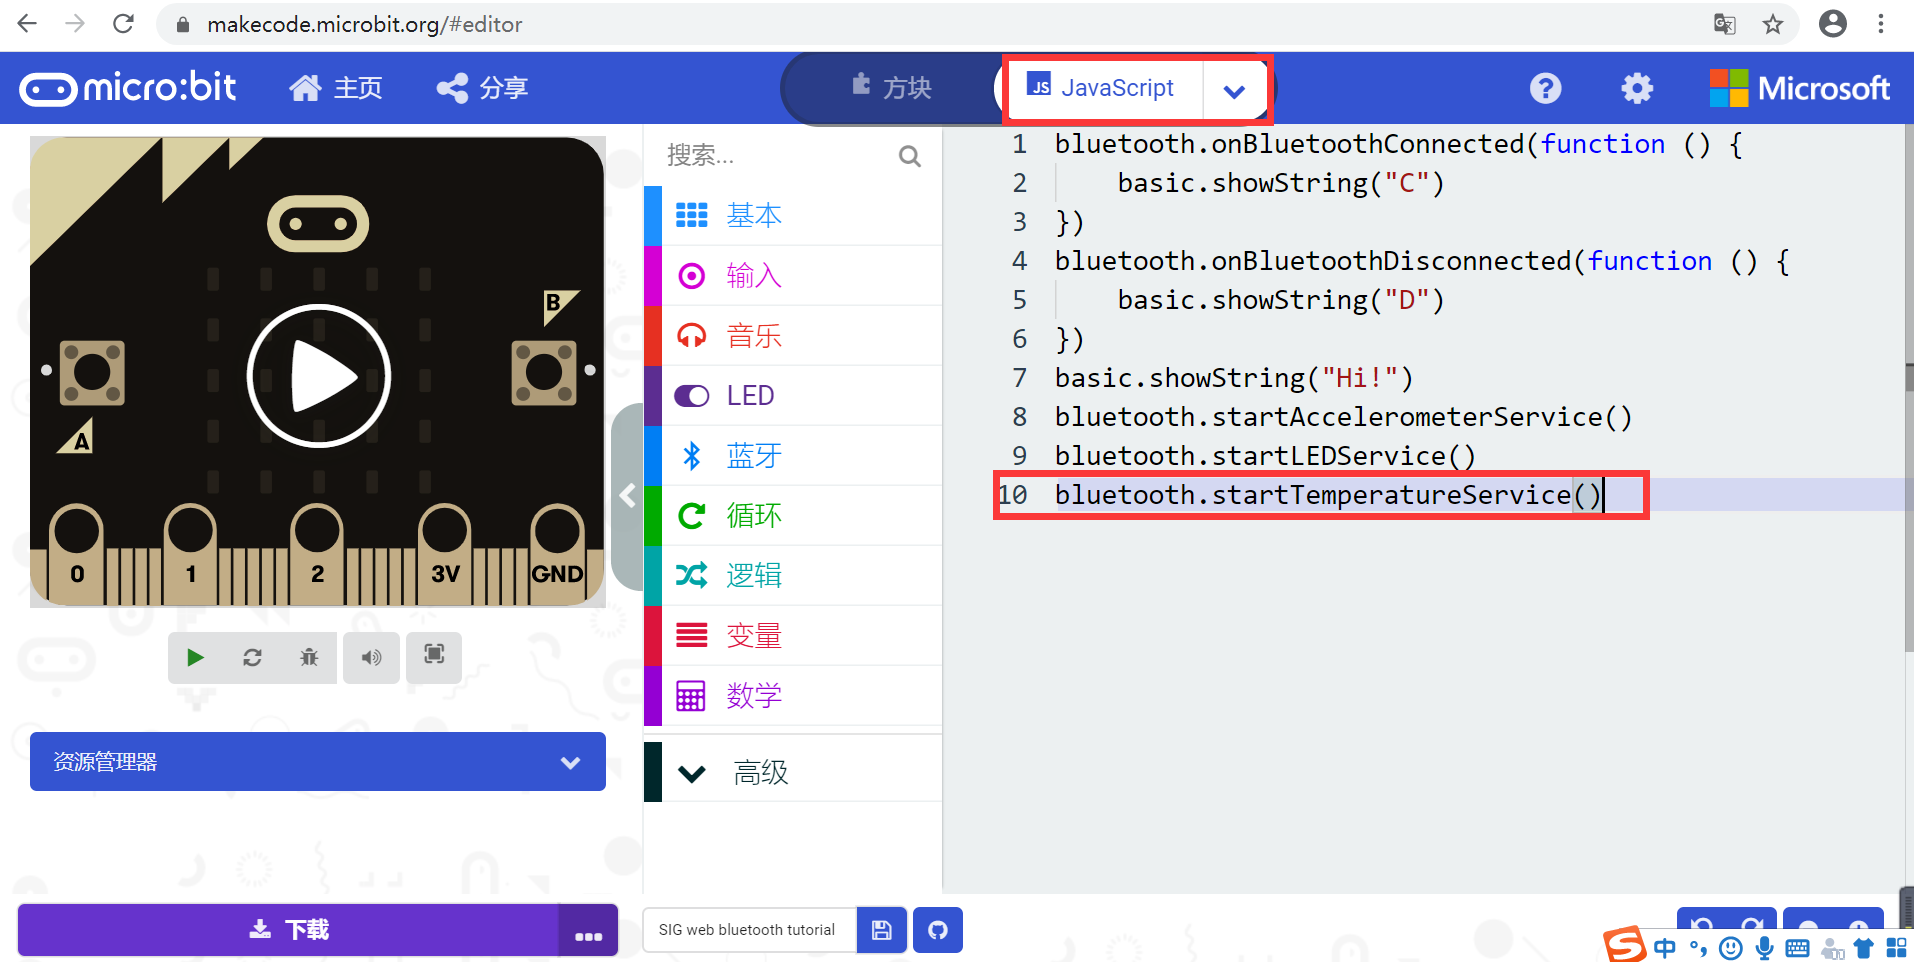 makecode.microbit.org/#editor
micro:bit
主页
分享
方块
JS JavaScript
Microsoft
B
A
0 1 2 3V GND
资源管理器
下载
搜索...
基本
输入
音乐
LED
蓝牙
循环
逻辑
变量
数学
高级
1 bluetooth.onBluetoothConnected(function () {
2 basic.showString("C")
3 })
4 bluetooth.onBluetoothDisconnected(function () {
5 basic.showString("D")
6 })
7 basic.showString("Hi!")
8 bluetooth.startAccelerometerService()
9 bluetooth.startLEDService()
10 bluetooth.startTemperatureService()
SIG web bluetooth tutorial
中